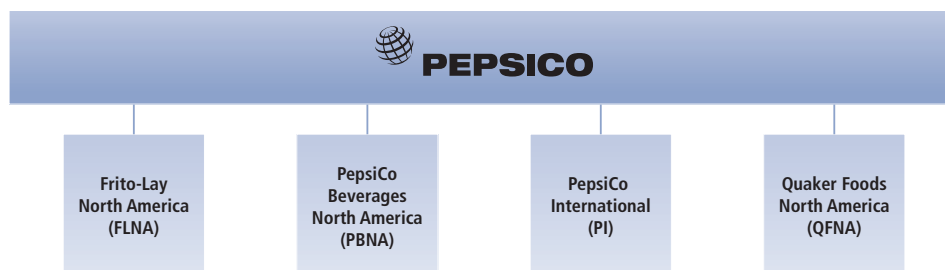 PEPSICO
Frito-Lay
North America
(FLNA)
PepsiCo
Beverages
North America
(PBNA)
PepsiCo
International
(PI)
Quaker Foods
North America
(QFNA)